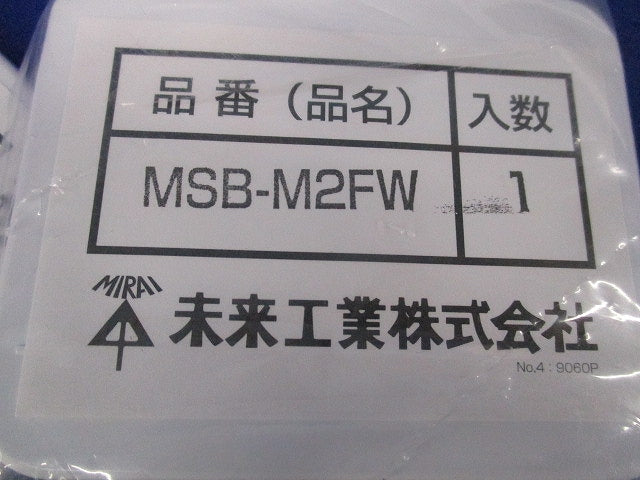 品番（品名） 入数
MSB-M2FW 1
MIRAI
未来工業株式会社
No,4：9060P